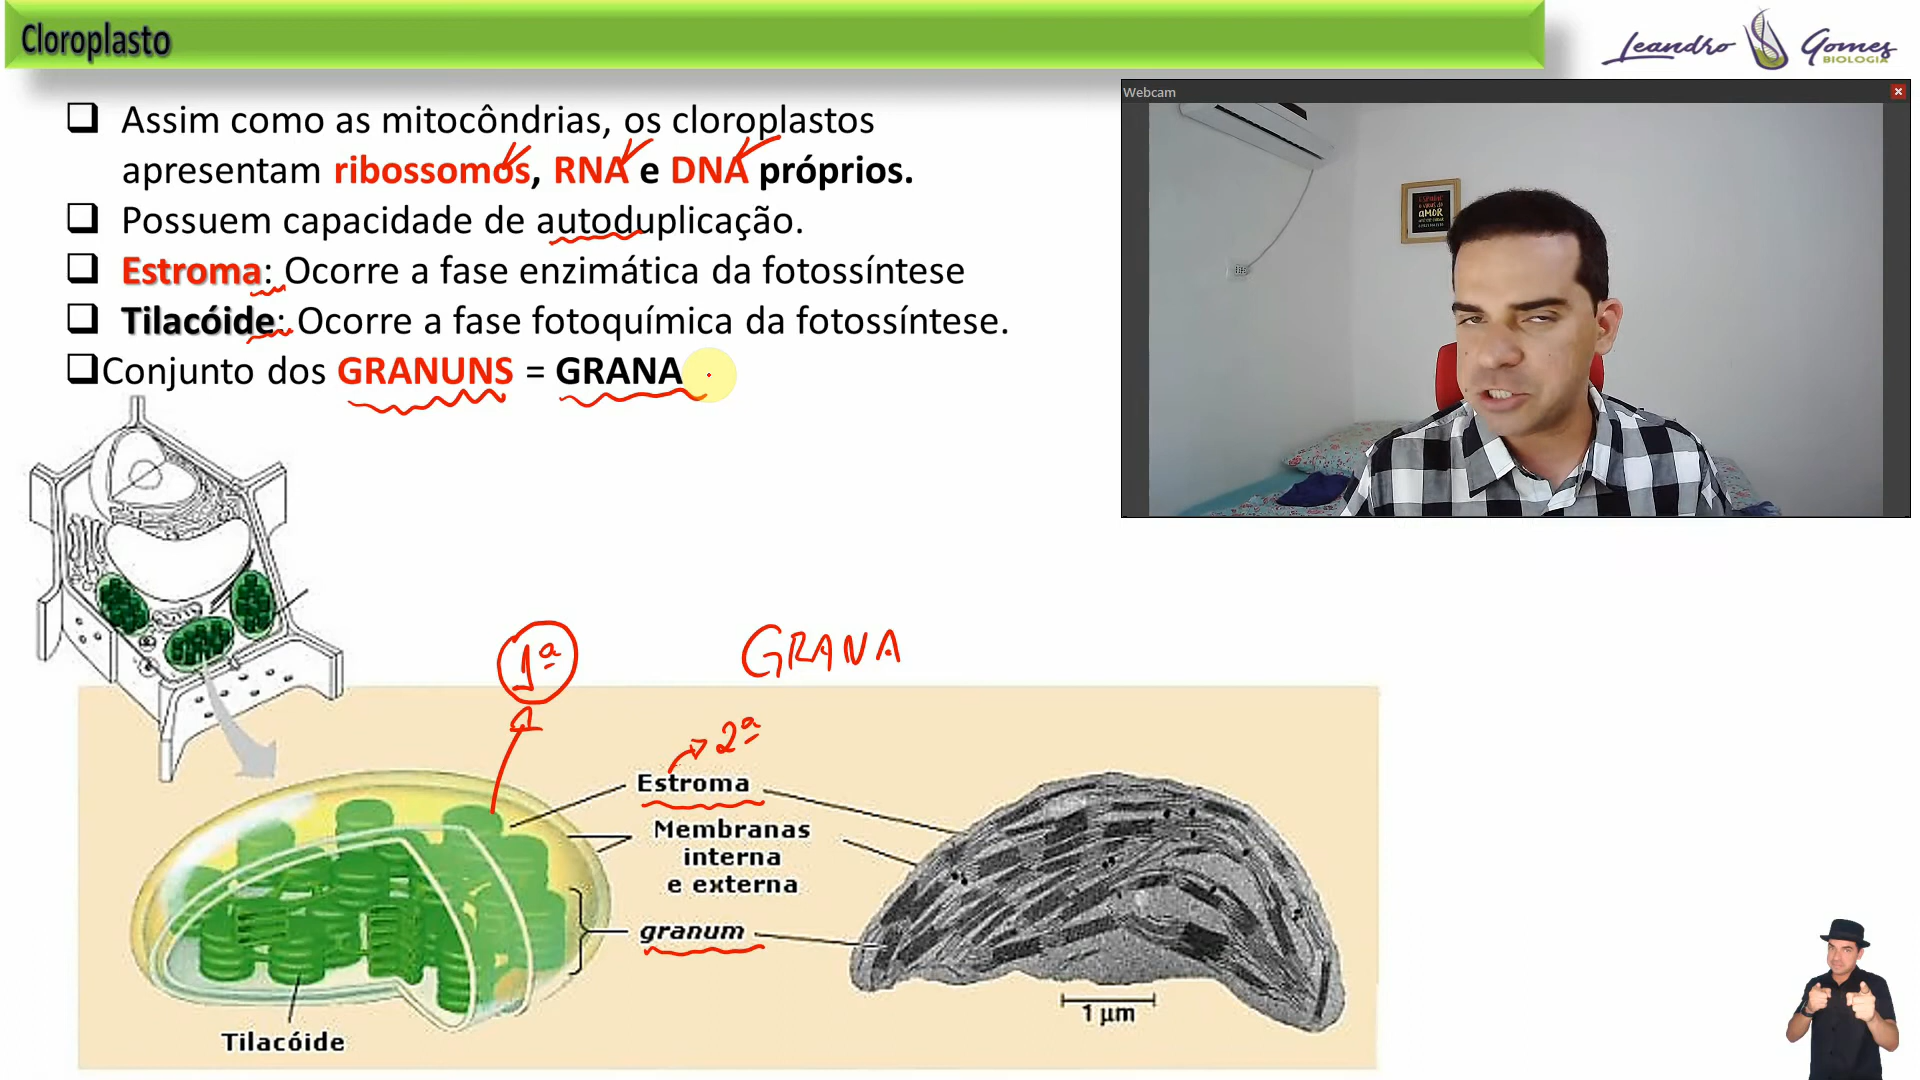 Cloroplasto
Leandro Gomes
BIOLOGIA
Webcam
Assim como as mitocôndrias, os cloroplastos
apresentam ribossomos, RNA e DNA próprios.
Possuem capacidade de autoduplicação.
Estroma: Ocorre a fase enzimática da fotossíntese
Tilacóide: Ocorre a fase fotoquímica da fotossíntese.
Conjunto dos GRANUNS = GRANA
AMOR
1ª
GRANA
2ª
Estroma
Membranas
interna
e externa
granum
Tilacóide
1 µm